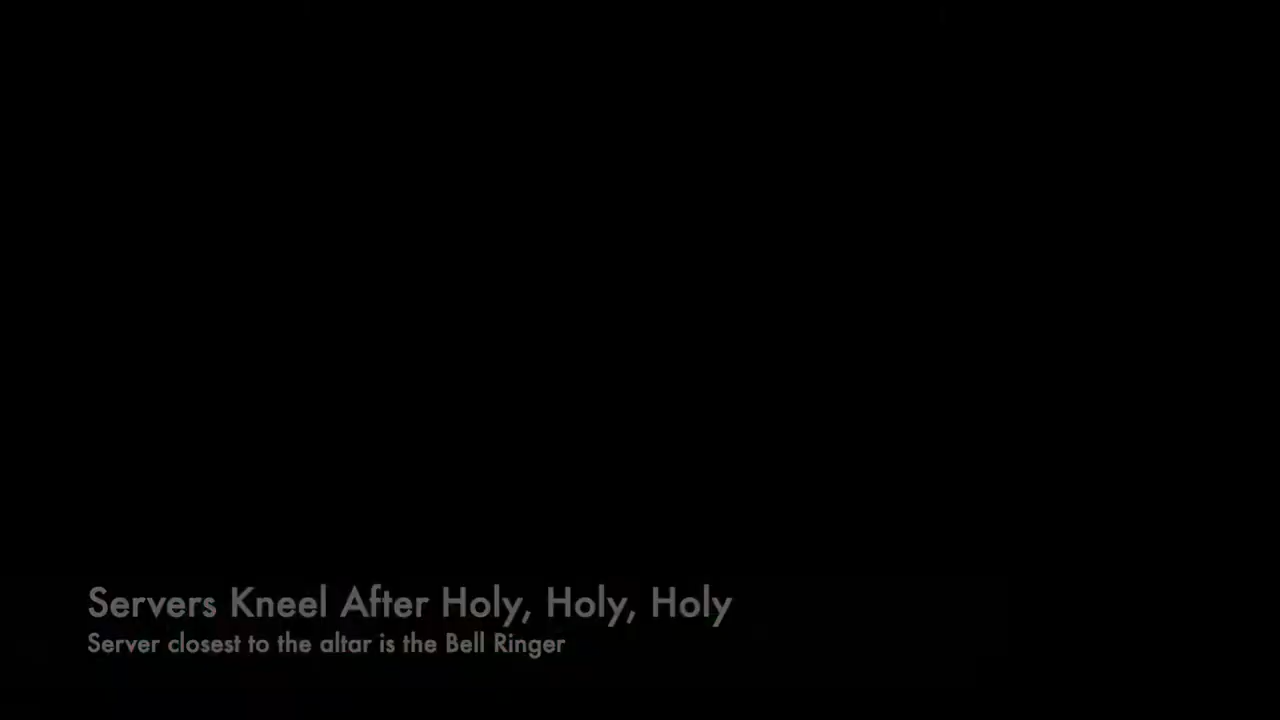 Servers Kneel After Holy, Holy, Holy
Server closest to the altar is the Bell Ringer